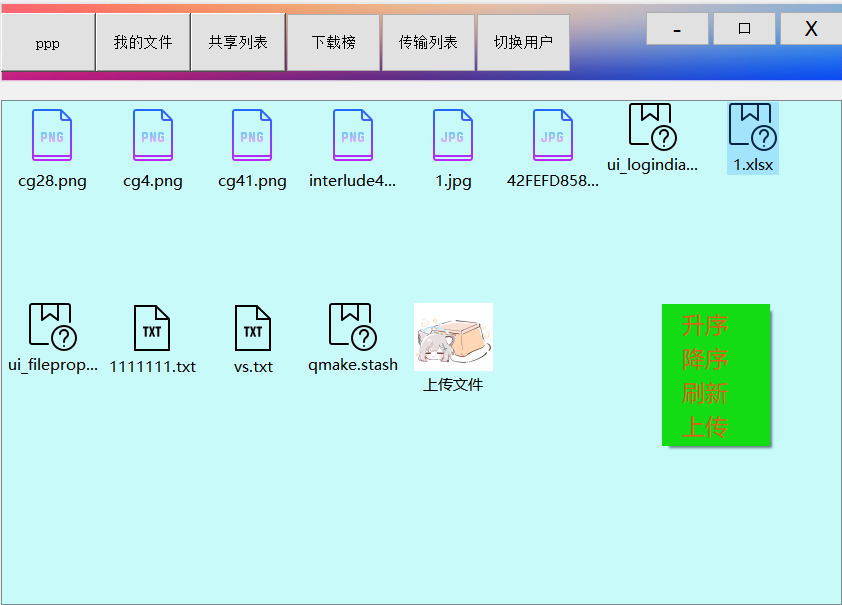 ppp
我的文件
共享列表
下载榜
传输列表
切换用户
-
X
PNG
PNG
PNG
PNG
JPG
JPG
cg28.png
cg4.png
cg41.png
interlude4...
1.jpg
42FEFD858...
ui_logindia...
1.xlsx
TXT
TXT
ui_fileprop...
1111111.txt
vs.txt
qmake.stash
上传文件
升序
降序
刷新
上传